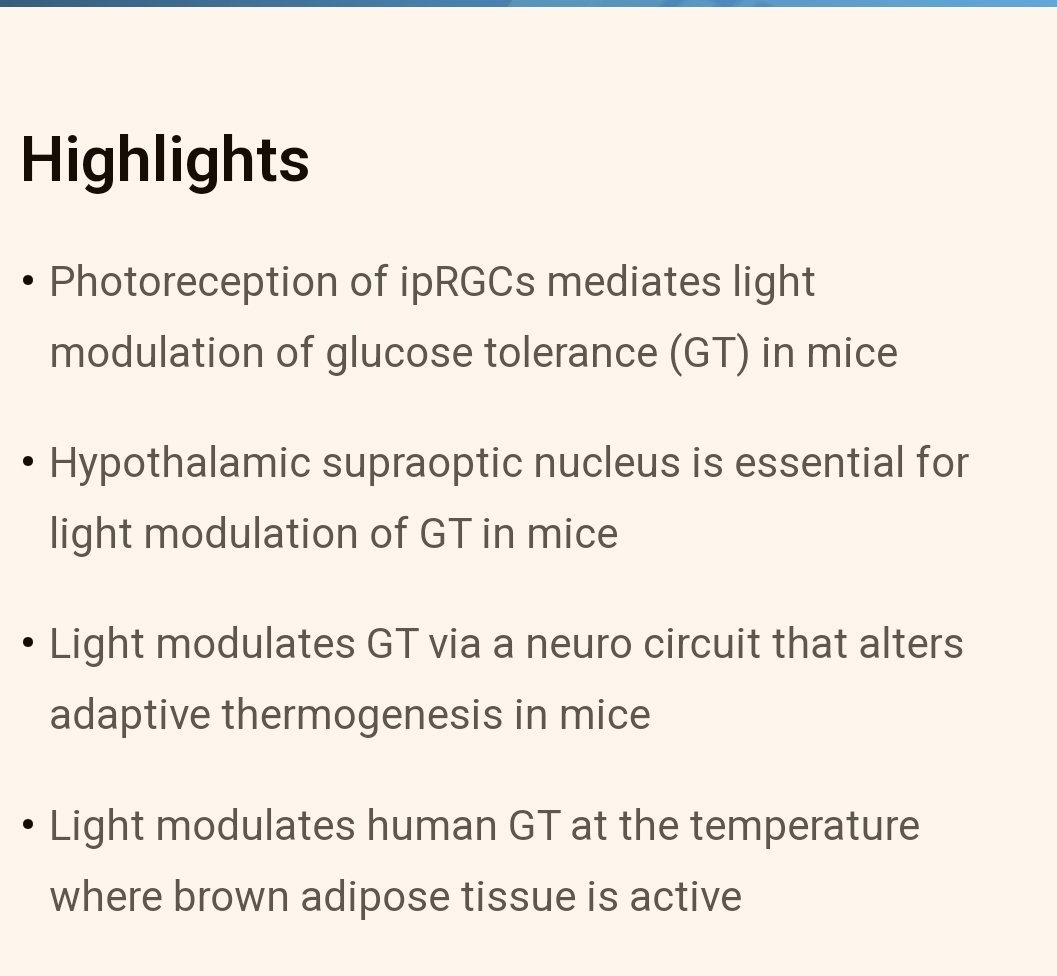 Highlights
• Photoreception of ipRGCs mediates light
modulation of glucose tolerance (GT) in mice
• Hypothalamic supraoptic nucleus is essential for
light modulation of GT in mice
• Light modulates GT via a neuro circuit that alters
adaptive thermogenesis in mice
• Light modulates human GT at the temperature
where brown adipose tissue is active